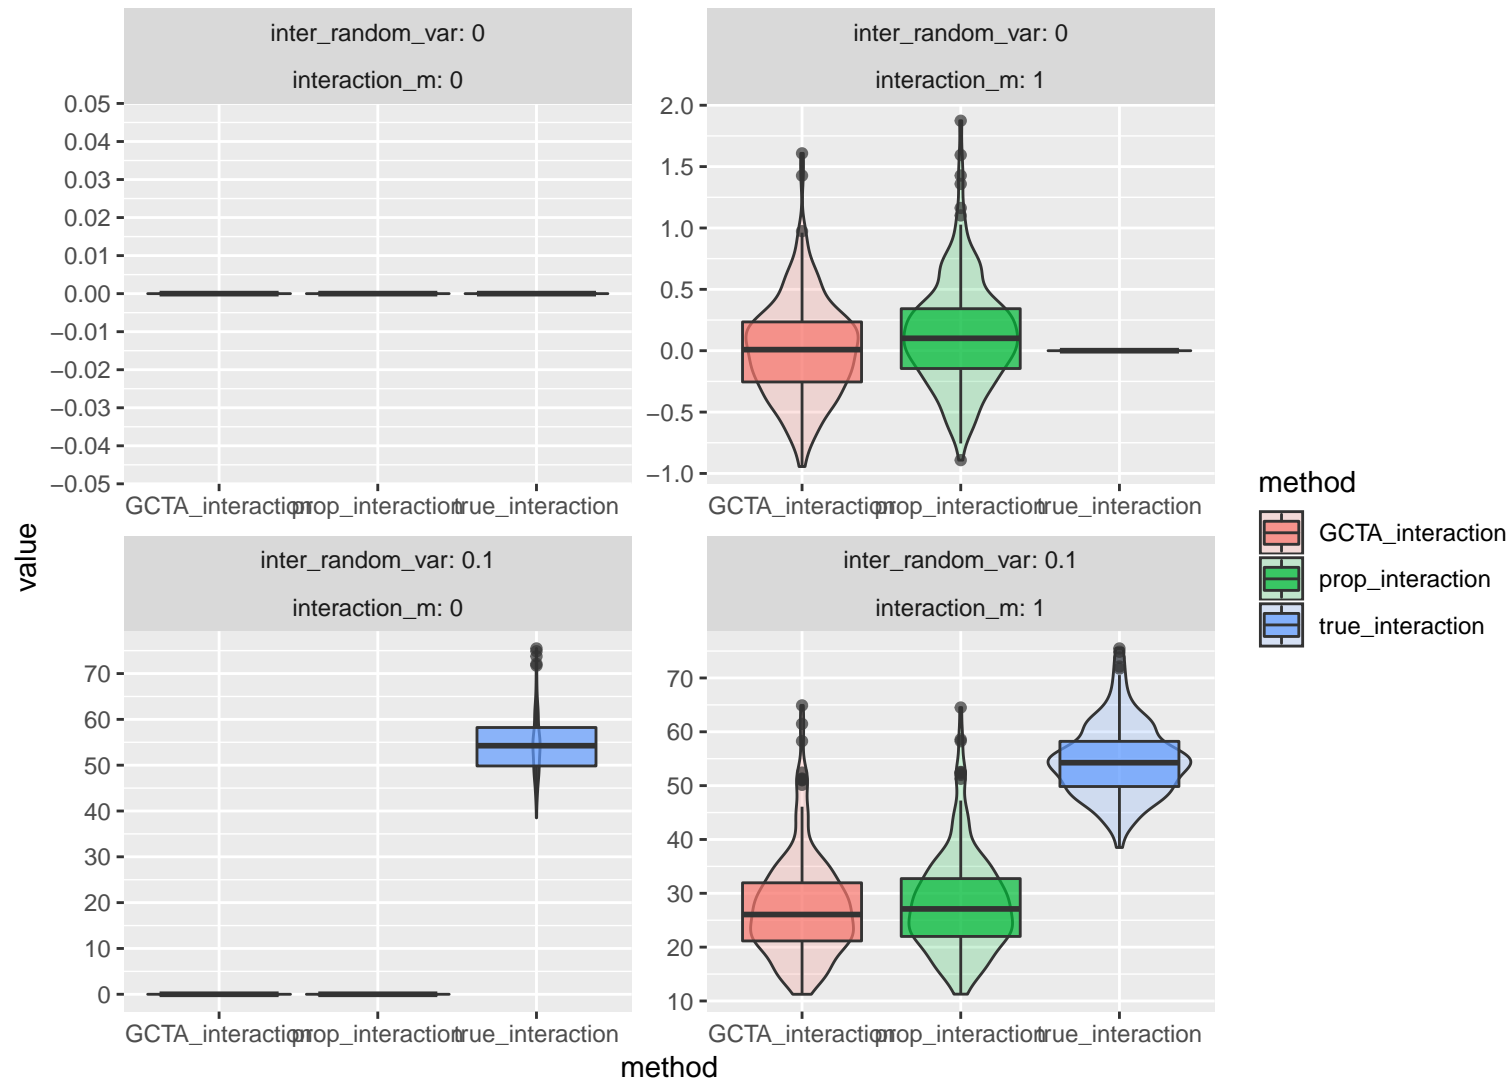 inter_random_var: 0
interaction_m: 0
inter_random_var: 0
interaction_m: 1
0.05
0.04
0.03
0.02
0.01
0.00
−0.01
−0.02
−0.03
−0.04
−0.05
2.0
1.5
1.0
0.5
0.0
−0.5
−1.0
GCTA_interaction prop_interaction true_interaction
GCTA_interaction prop_interaction true_interaction
inter_random_var: 0.1
interaction_m: 0
inter_random_var: 0.1
interaction_m: 1
70
60
50
40
30
20
10
0
70
60
50
40
30
20
10
GCTA_interaction prop_interaction true_interaction
GCTA_interaction prop_interaction true_interaction
value
method
method
GCTA_interaction
prop_interaction
true_interaction